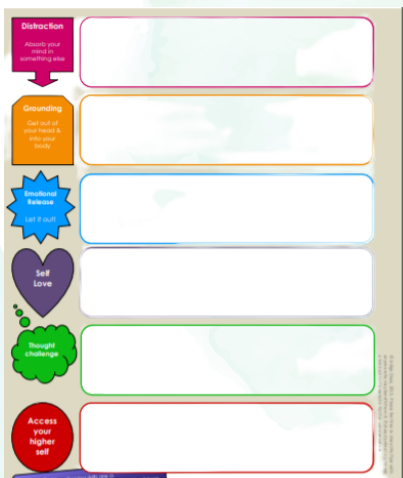 Distraction
Absorb your
mind in
something else
Grounding
Get out of
your head &
into your
body
Emotional
Release
Let it out!
Self
Love
Thought
challenge
Access
your
higher
self